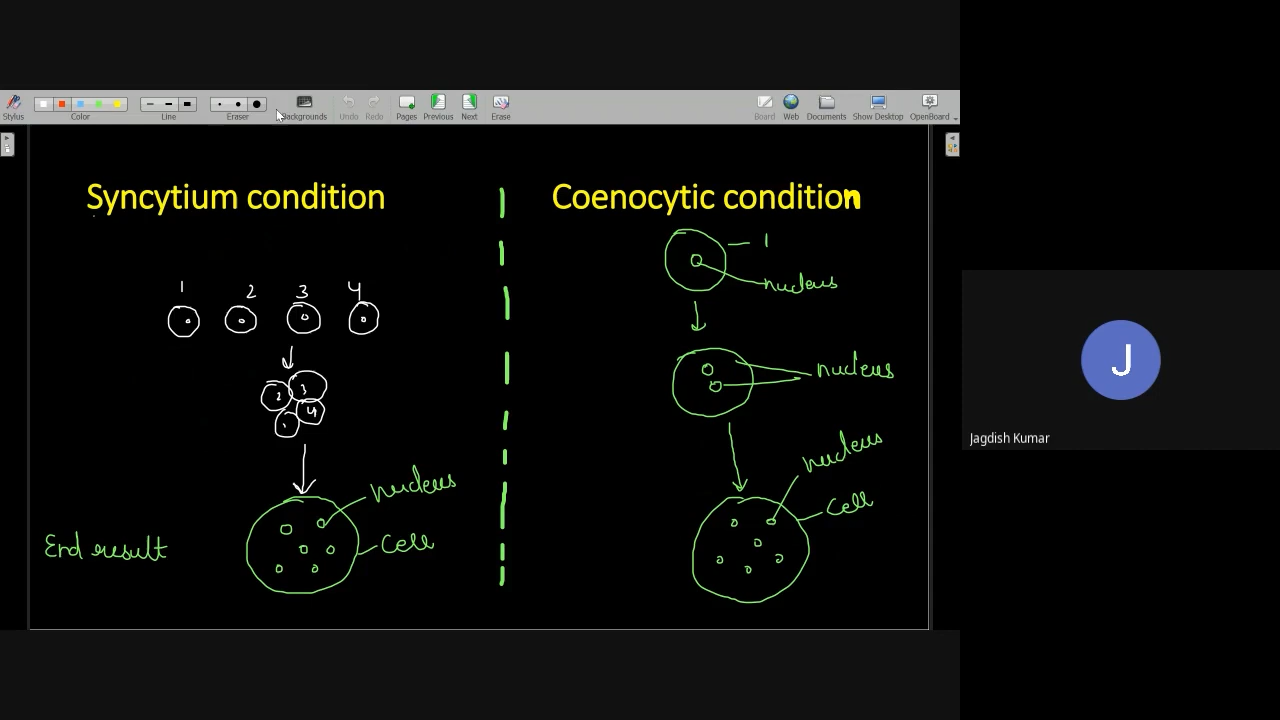 Stylus
Color
Line
Eraser
Backgrounds
Undo
Redo
Pages
Previous
Next
Erase
Board
Web
Documents
Show Desktop
OpenBoard
Syncytium condition
1 2 3 4
2 3
1 4
nucleus
cell
End result
Coenocytic condition
1
nucleus
nucleus
nucleus
cell
J
Jagdish Kumar